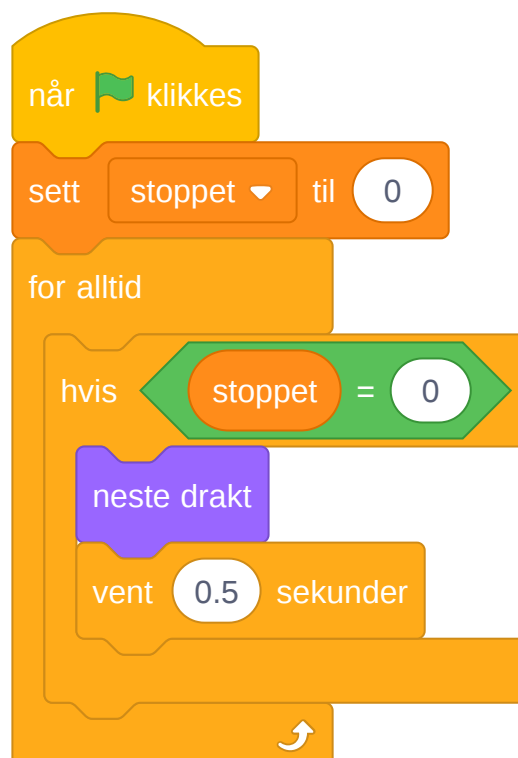 når klikkes
sett stoppet til 0
for alltid
hvis stoppet = 0
neste drakt
vent 0.5 sekunder